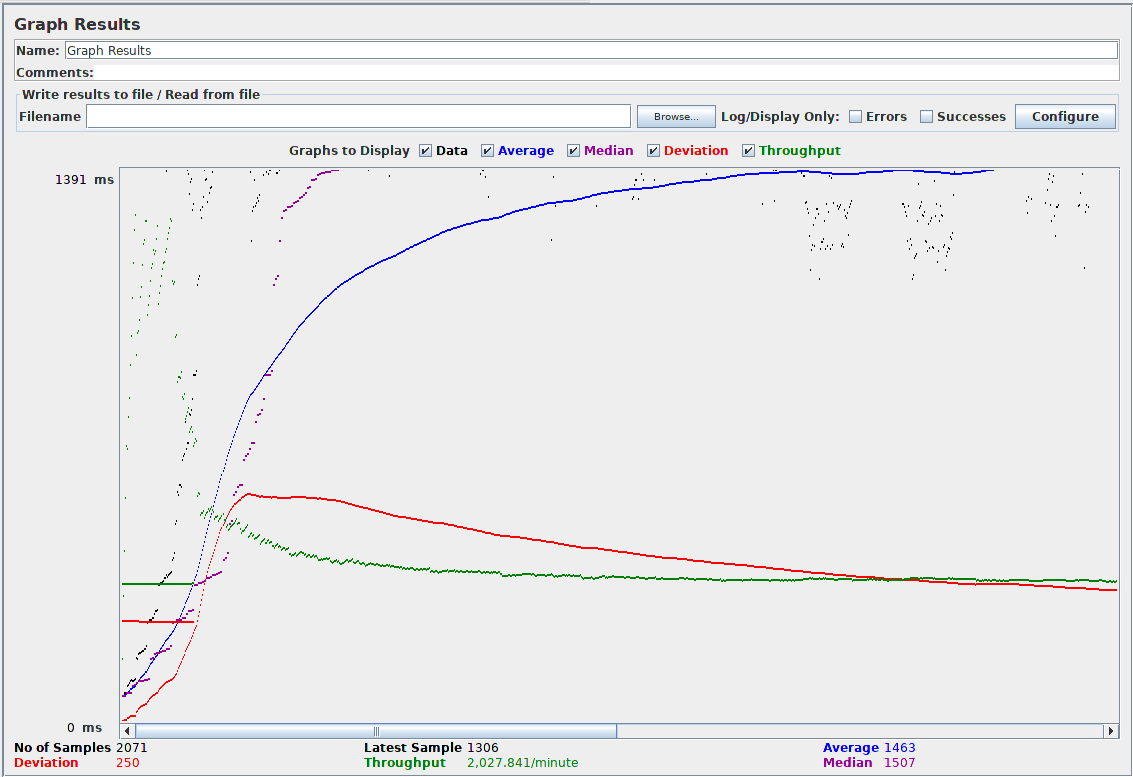 Graph Results
Name: Graph Results
Comments:
Write results to file / Read from file
Filename Browse... Log/Display Only: Errors Successes Configure
Graphs to Display Data Average Median Deviation Throughput
1391 ms
0 ms
No of Samples 2071 Latest Sample 1306 Average 1463
Deviation 250 Throughput 2,027.841/minute Median 1507